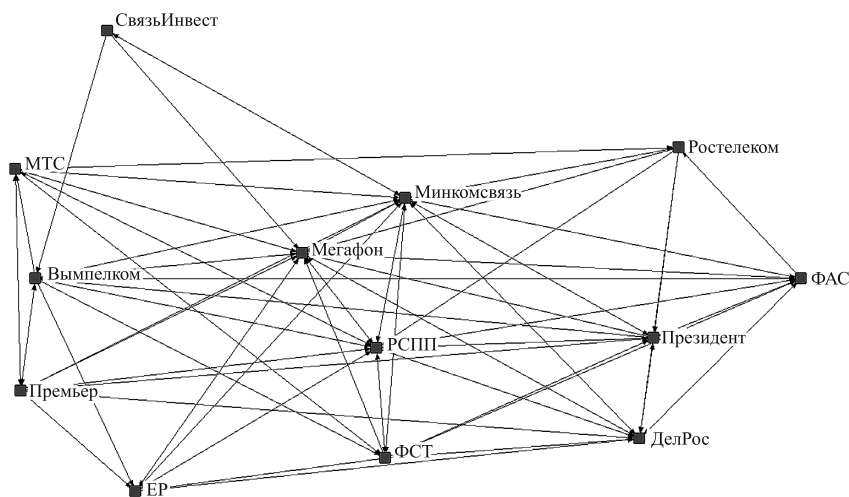 СвязьИнвест
Ростелеком
МТС
Минкомсвязь
Мегафон
Вымпелком
ФАС
Президент
РСПП
Премьер
ДелРос
ФСТ
ЕР